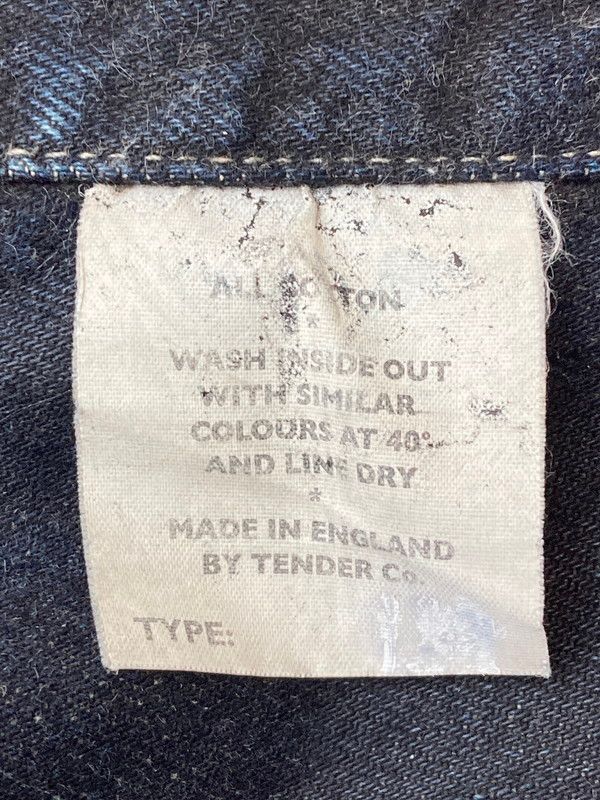 ALL COTTON
*
WASH INSIDE OUT
WITH SIMILAR
COLOURS AT 40°
AND LINE DRY
*
MADE IN ENGLAND
BY TENDER Co.
TYPE: